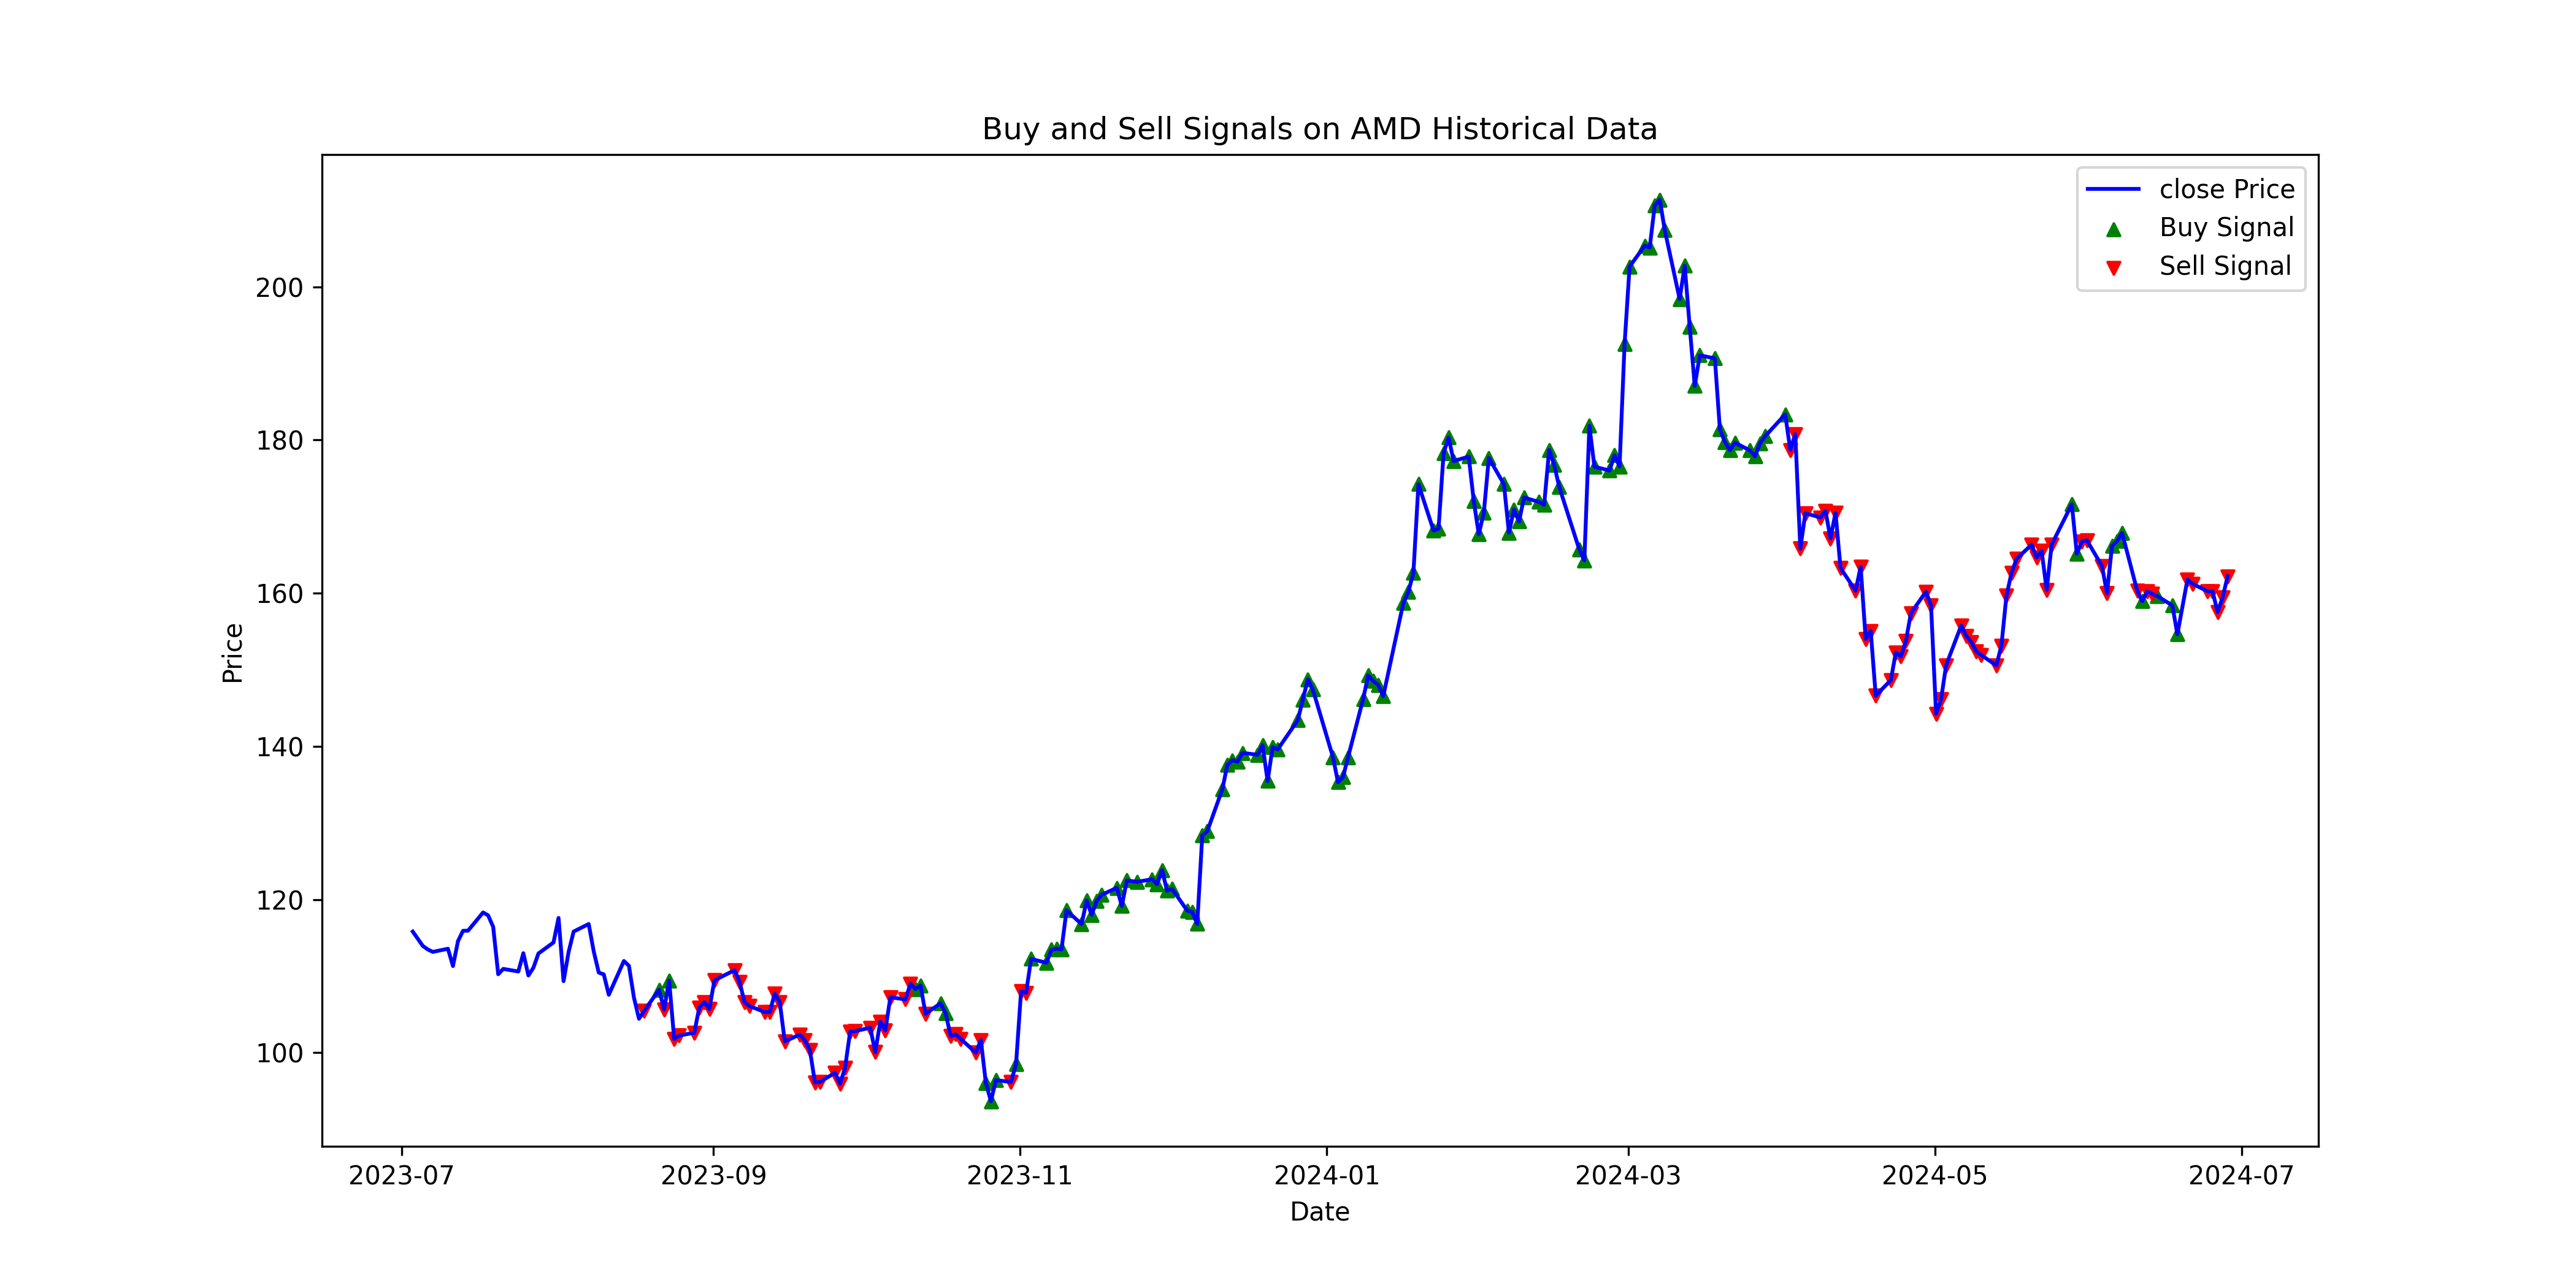 Buy and Sell Signals on AMD Historical Data
close Price
Buy Signal
Sell Signal
200
180
160
140
120
100
Price
2023-07 2023-09 2023-11 2024-01 2024-03 2024-05 2024-07
Date